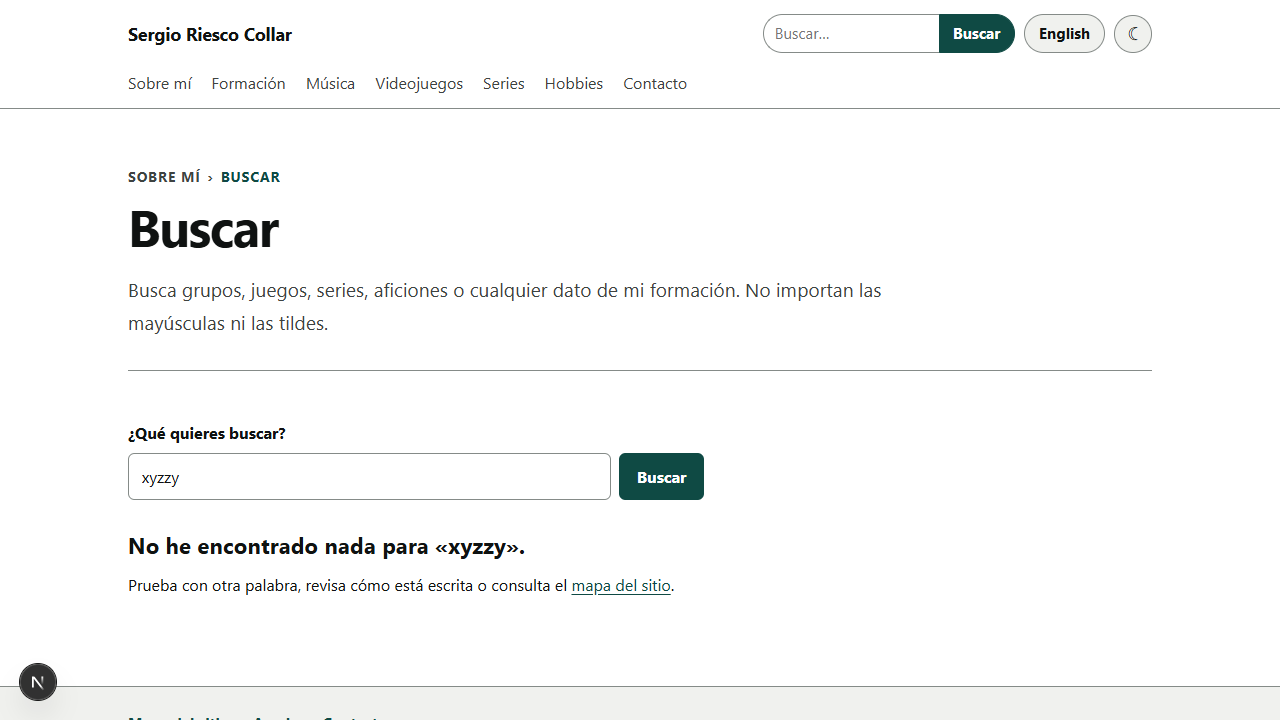 Sergio Riesco Collar
Buscar...
Buscar
English
Sobre mí Formación Música Videojuegos Series Hobbies Contacto
SOBRE MÍ › BUSCAR
Buscar
Busca grupos, juegos, series, aficiones o cualquier dato de mi formación. No importan las
mayúsculas ni las tildes.
¿Qué quieres buscar?
xyzzy
Buscar
No he encontrado nada para «xyzzy».
Prueba con otra palabra, revisa cómo está escrita o consulta el mapa del sitio.
N